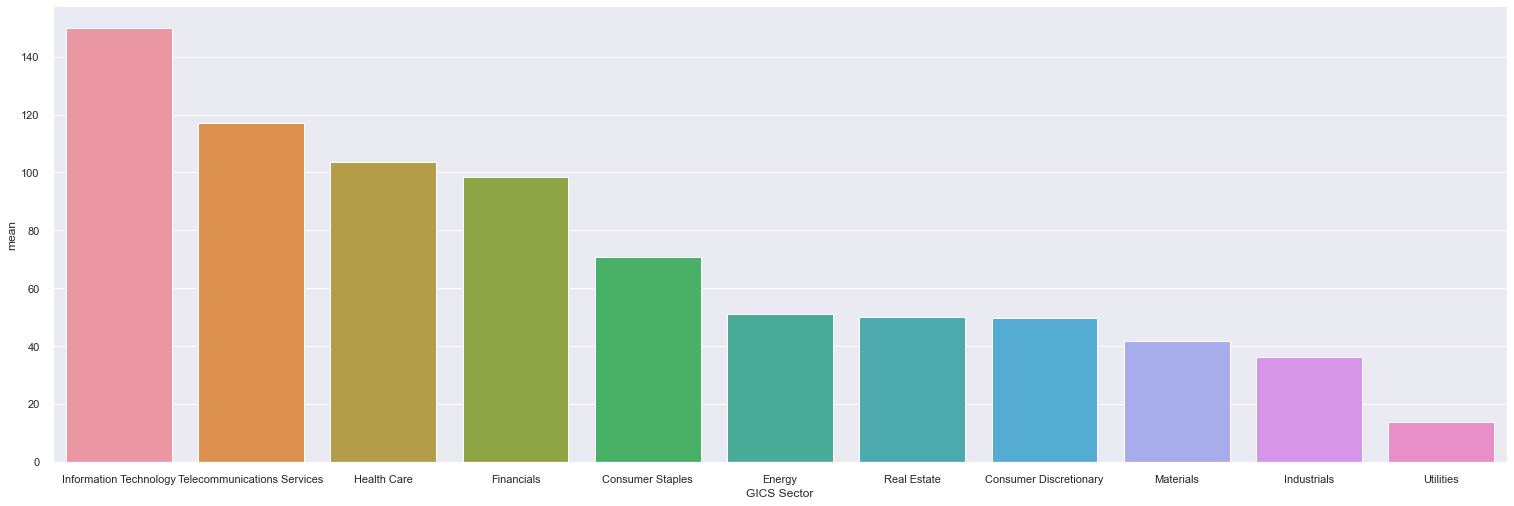 140
120
100
80
60
40
20
0
mean
Information Technology Telecommunications Services Health Care Financials Consumer Staples Energy Real Estate Consumer Discretionary Materials Industrials Utilities
GICS Sector